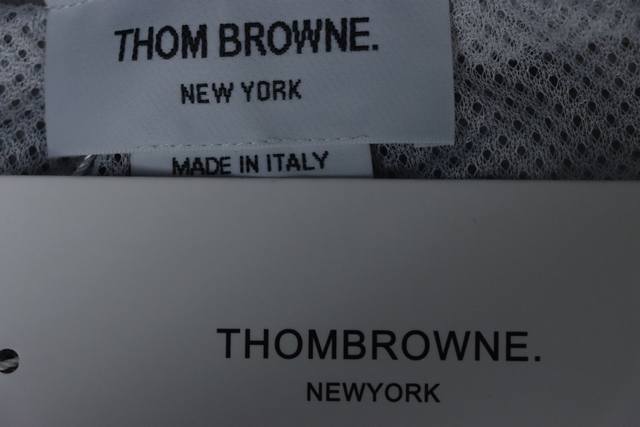 THOM BROWNE.
NEW YORK
MADE IN ITALY
THOMBROWNE.
NEWYORK